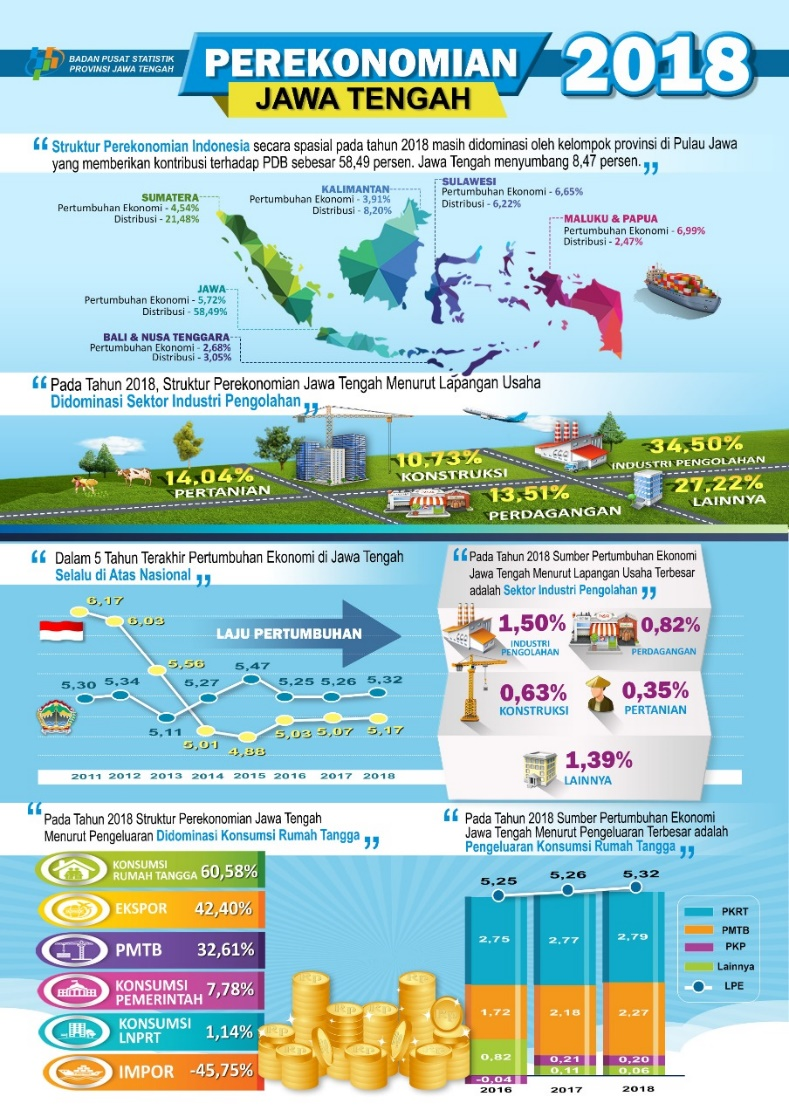 BADAN PUSAT STATISTIK
PROVINSI JAWA TENGAH
PEREKONOMIAN
JAWA TENGAH
2018
“ Struktur Perekonomian Indonesia secara spasial pada tahun 2018 masih didominasi oleh kelompok provinsi di Pulau Jawa
yang memberikan kontribusi terhadap PDB sebesar 58,49 persen. Jawa Tengah menyumbang 8,47 persen. „
SUMATERA
Pertumbuhan Ekonomi - 4,54%
Distribusi - 21,48%
KALIMANTAN
Pertumbuhan Ekonomi - 3,91%
Distribusi - 8,20%
SULAWESI
Pertumbuhan Ekonomi - 6,65%
Distribusi - 6,22%
MALUKU & PAPUA
Pertumbuhan Ekonomi - 6,99%
Distribusi - 2,47%
JAWA
Pertumbuhan Ekonomi - 5,72%
Distribusi - 58,49%
BALI & NUSA TENGGARA
Pertumbuhan Ekonomi - 2,68%
Distribusi - 3,05%
“ Pada Tahun 2018, Struktur Perekonomian Jawa Tengah Menurut Lapangan Usaha
Didominasi Sektor Industri Pengolahan „
14,04%
PERTANIAN
10,73%
KONSTRUKSI
13,51%
PERDAGANGAN
34,50%
INDUSTRI PENGOLAHAN
27,22%
LAINNYA
“ Dalam 5 Tahun Terakhir Pertumbuhan Ekonomi di Jawa Tengah
Selalu di Atas Nasional „
LAJU PERTUMBUHAN
6,17
6,03
5,56
5,01
4,88
5,03
5,07
5,17
5,30
5,34
5,11
5,27
5,47
5,25
5,26
5,32
2011 2012 2013 2014 2015 2016 2017 2018
“ Pada Tahun 2018 Sumber Pertumbuhan Ekonomi
Jawa Tengah Menurut Lapangan Usaha Terbesar
adalah Sektor Industri Pengolahan „
1,50%
INDUSTRI
PENGOLAHAN
0,82%
PERDAGANGAN
0,63%
KONSTRUKSI
0,35%
PERTANIAN
1,39%
LAINNYA
“ Pada Tahun 2018 Struktur Perekonomian Jawa Tengah
Menurut Pengeluaran Didominasi Konsumsi Rumah Tangga „
KONSUMSI
RUMAH TANGGA 60,58%
EKSPOR 42,40%
PMTB 32,61%
KONSUMSI
PEMERINTAH 7,78%
KONSUMSI
LNPRT 1,14%
IMPOR -45,75%
Rp
Rp
Rp
“ Pada Tahun 2018 Sumber Pertumbuhan Ekonomi
Jawa Tengah Menurut Pengeluaran Terbesar adalah
Pengeluaran Konsumsi Rumah Tangga „
5,25 5,26 5,32
2,75 2,77 2,79
1,72 2,18 2,27
0,82 0,21 0,20
-0,04 0,11 0,06
2016 2017 2018
PKRT
PMTB
PKP
Lainnya
LPE